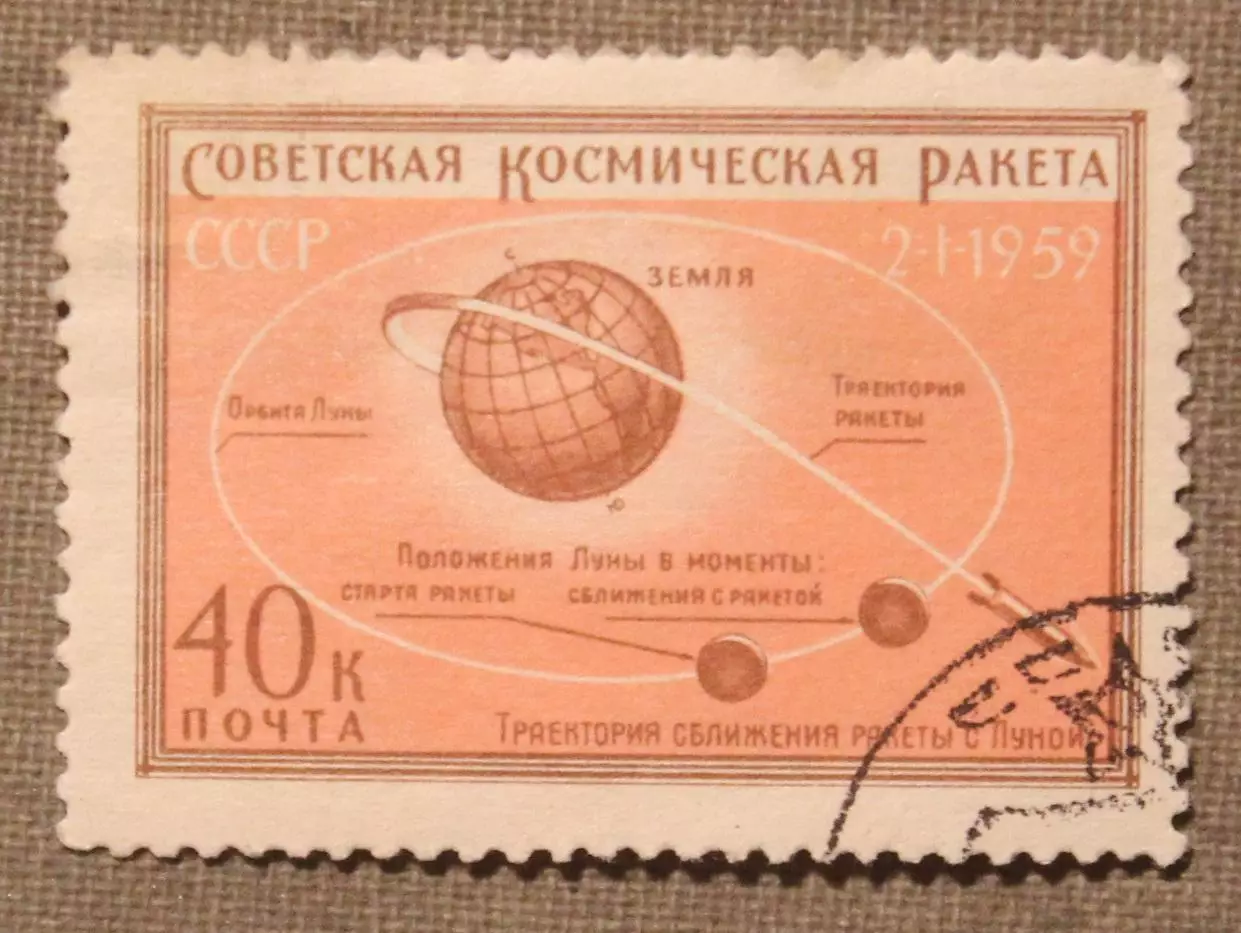 Советская Космическая Ракета
СССР 2-I-1959
С
ЗЕМЛЯ
Орбита Луны
Траектория
ракеты
Ю
Положения Луны в моменты:
старта ракеты сближения с ракетой
40 к
ПОЧТА
Траектория сближения ракеты с Луной